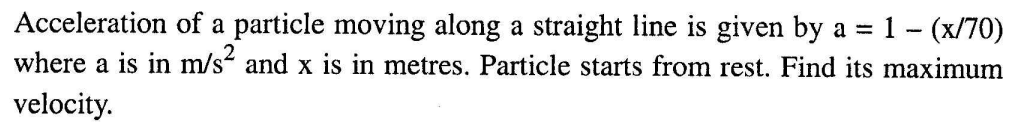 Acceleration of a particle moving along a straight line is given by a = 1 – (x/70)
where a is in m/s² and x is in metres. Particle starts from rest. Find its maximum
velocity.